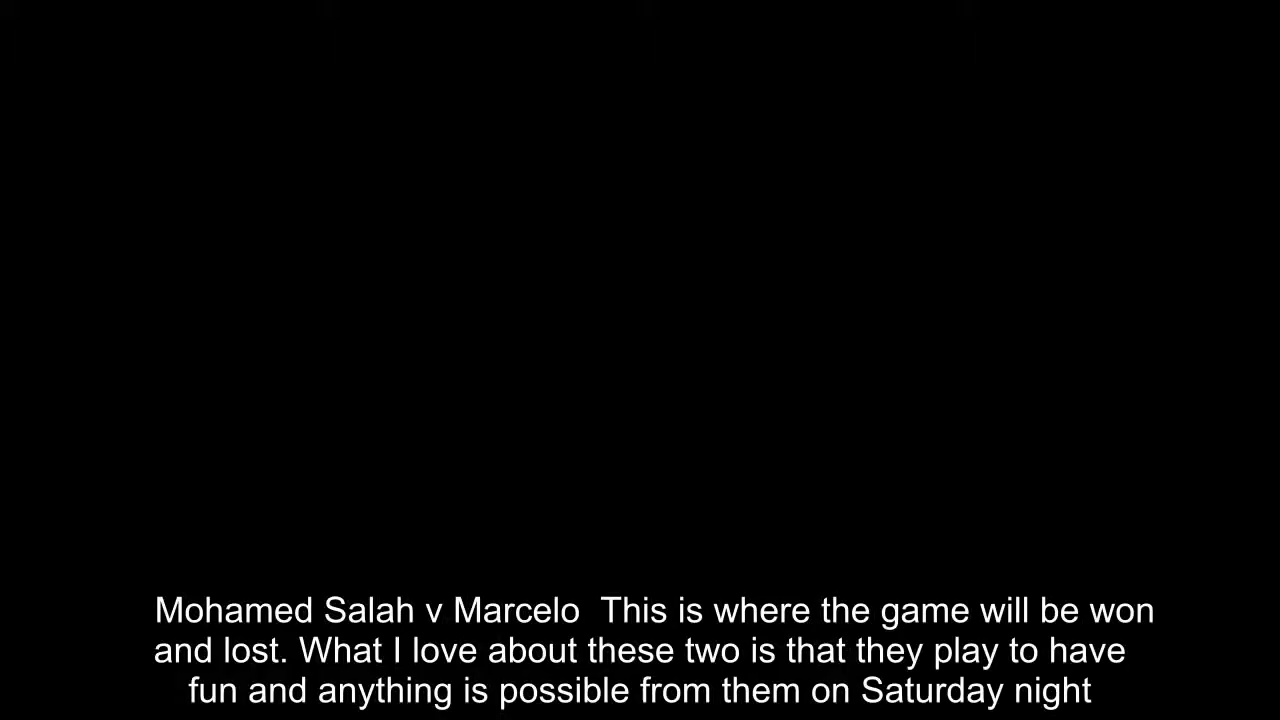 Mohamed Salah v Marcelo  This is where the game will be won
and lost. What I love about these two is that they play to have
fun and anything is possible from them on Saturday night